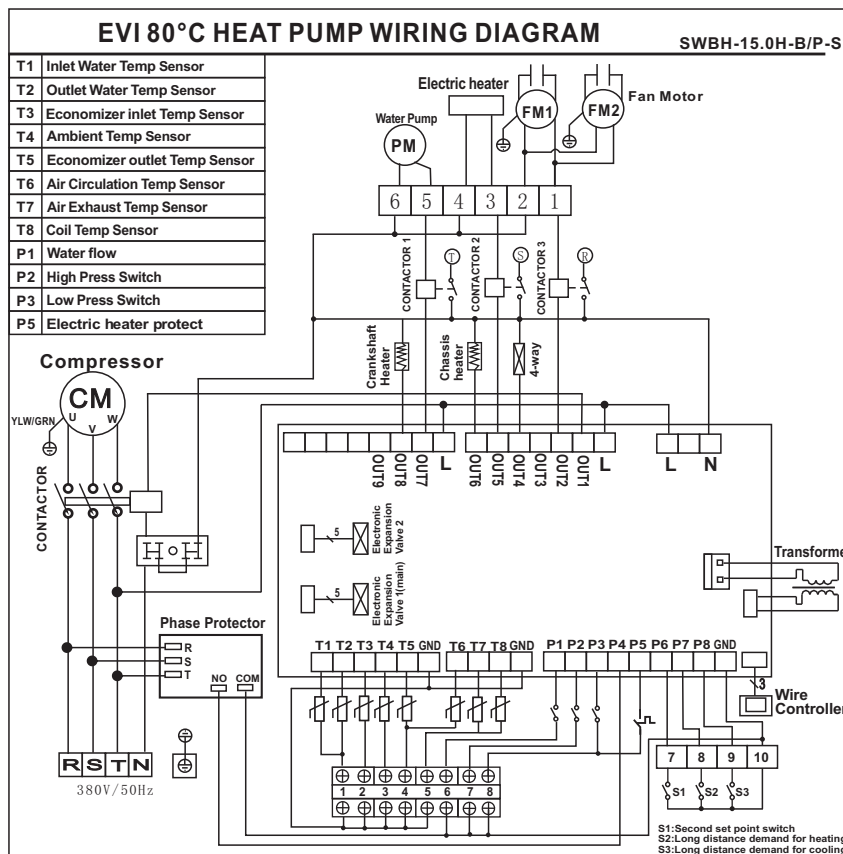 EVI 80°C HEAT PUMP WIRING DIAGRAM
SWBH-15.0H-B/P-S
T1 Inlet Water Temp Sensor
T2 Outlet Water Temp Sensor
T3 Economizer inlet Temp Sensor
T4 Ambient Temp Sensor
T5 Economizer outlet Temp Sensor
T6 Air Circulation Temp Sensor
T7 Air Exhaust Temp Sensor
T8 Coil Temp Sensor
P1 Water flow
P2 High Press Switch
P3 Low Press Switch
P5 Electric heater protect
Electric heater
Water Pump
PM
FM1
FM2
Fan Motor
6 5 4 3 2 1
CONTACTOR 1
T
CONTACTOR 2
S
CONTACTOR 3
R
Crankshaft
Heater
Chassis
heater
4-way
Compressor
CM
U
V
W
YLW/GRN
CONTACTOR
OUT9
OUT8
OUT7
L
OUT6
OUT5
OUT4
OUT3
OUT2
OUT1
L
L N
5
Electronic
Expansion
Valve 2
5
Electronic
Expansion
Valve 1(main)
Transforme
Phase Protector
R
S
T
NO COM
T1 T2 T3 T4 T5 GND T6 T7 T8 GND
P1 P2 P3 P4 P5 P6 P7 P8 GND
3
Wire
Controller
R S T N
380V/50Hz
1 2 3 4 5 6 7 8
7 8 9 10
S1 S2 S3
S1:Second set point switch
S2:Long distance demand for heating
S3:Long distance demand for cooling